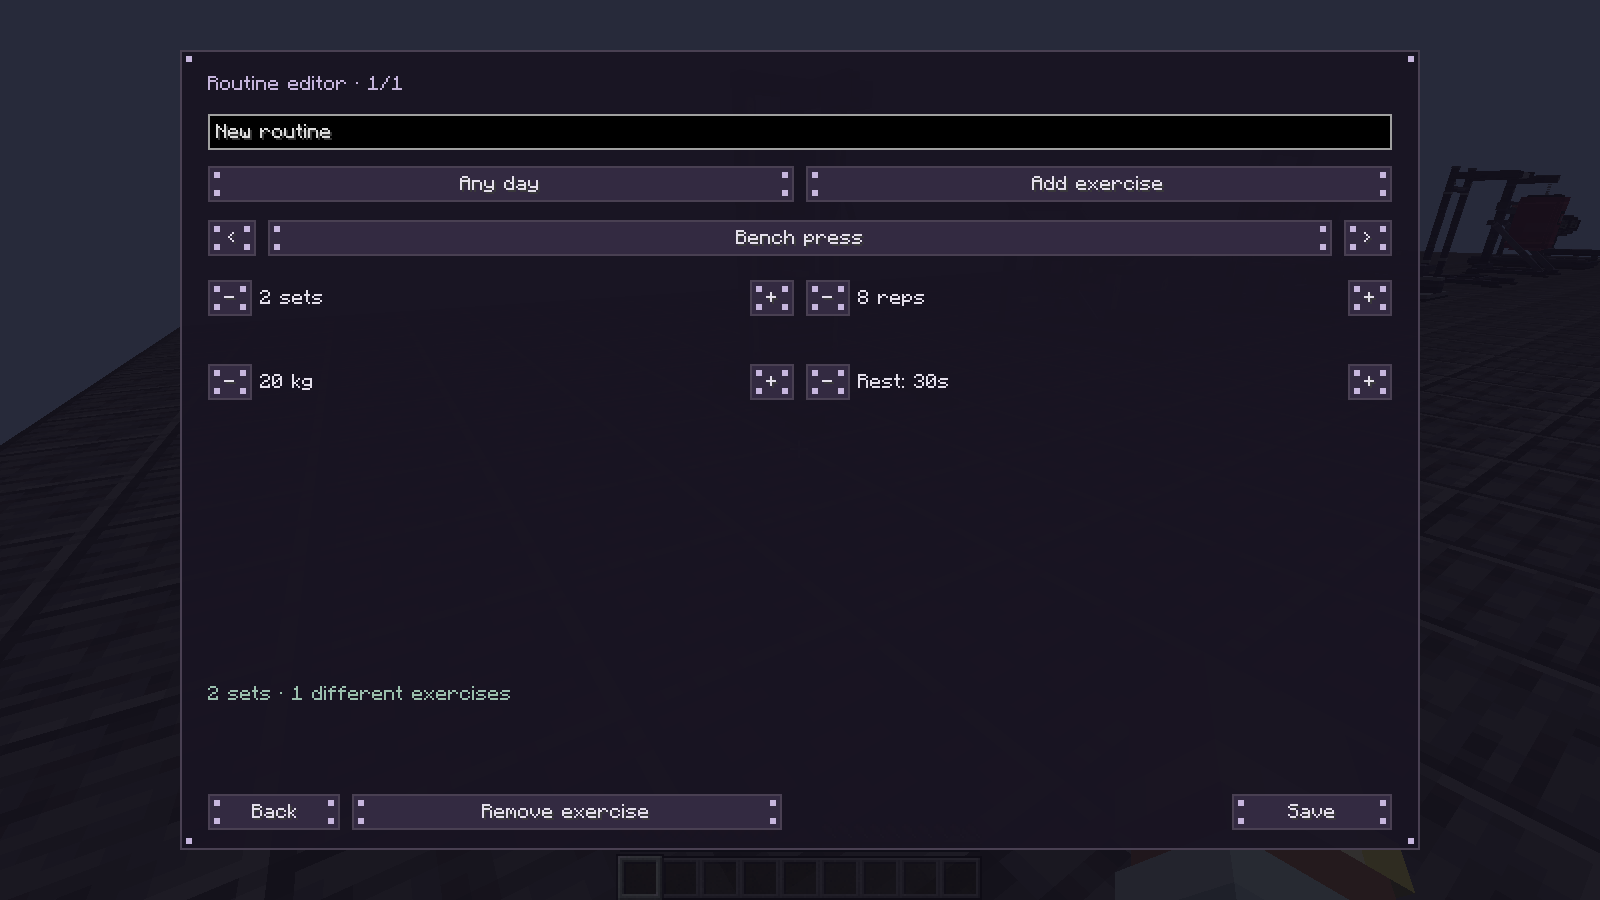 Routine editor · 1/1
New routine
Any day Add exercise
< Bench press >
- 2 sets + - 8 reps +
- 20 kg + - Rest: 30s +
2 sets · 1 different exercises
Back Remove exercise Save